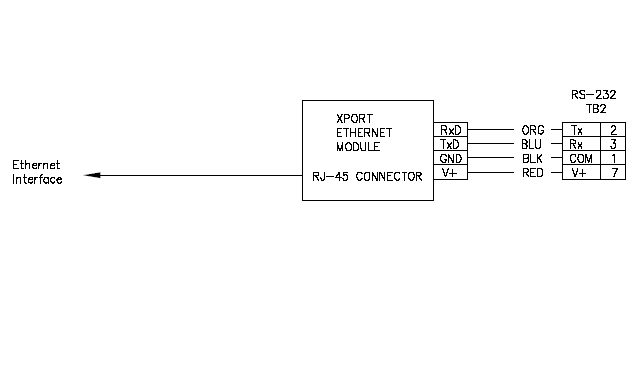 RS-232
TB2
XPORT
ETHERNET
MODULE
RJ-45 CONNECTOR
RxD ORG Tx 2
TxD BLU Rx 3
GND BLK COM 1
V+ RED V+ 7
Ethernet
Interface